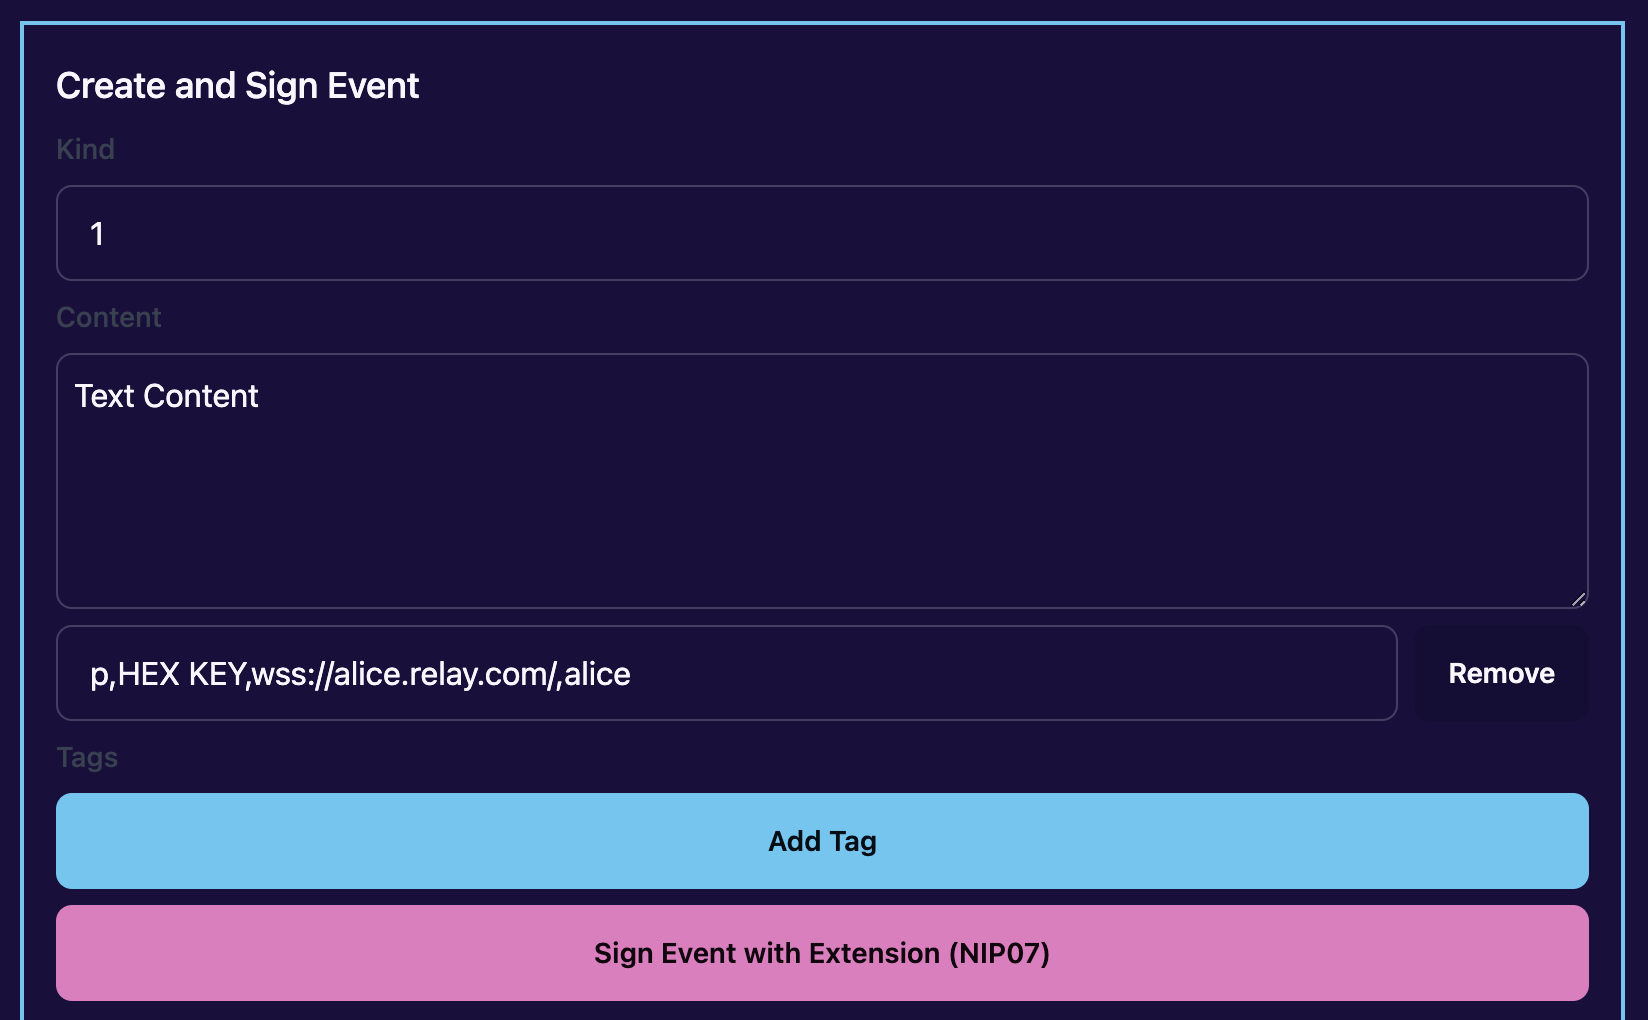 Create and Sign Event
Kind
1
Content
Text Content
p,HEX KEY,wss://alice.relay.com/,alice
Remove
Tags
Add Tag
Sign Event with Extension (NIP07)